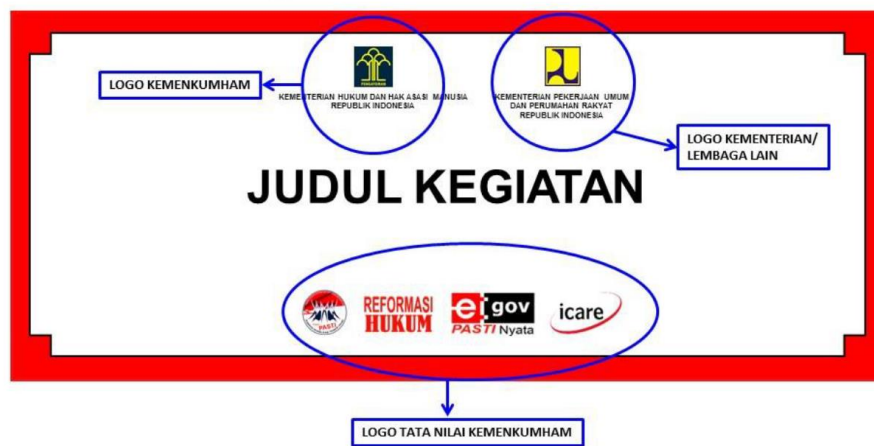 LOGO KEMENKUMHAM
KEMENTERIAN HUKUM DAN HAK ASASI MANUSIA
REPUBLIK INDONESIA
KEMENTERIAN PEKERJAAN UMUM
DAN PERUMAHAN RAKYAT
REPUBLIK INDONESIA
LOGO KEMENTERIAN/
LEMBAGA LAIN
JUDUL KEGIATAN
PASTI
REFORMASI
HUKUM
e gov
PASTI Nyata
icare
LOGO TATA NILAI KEMENKUMHAM